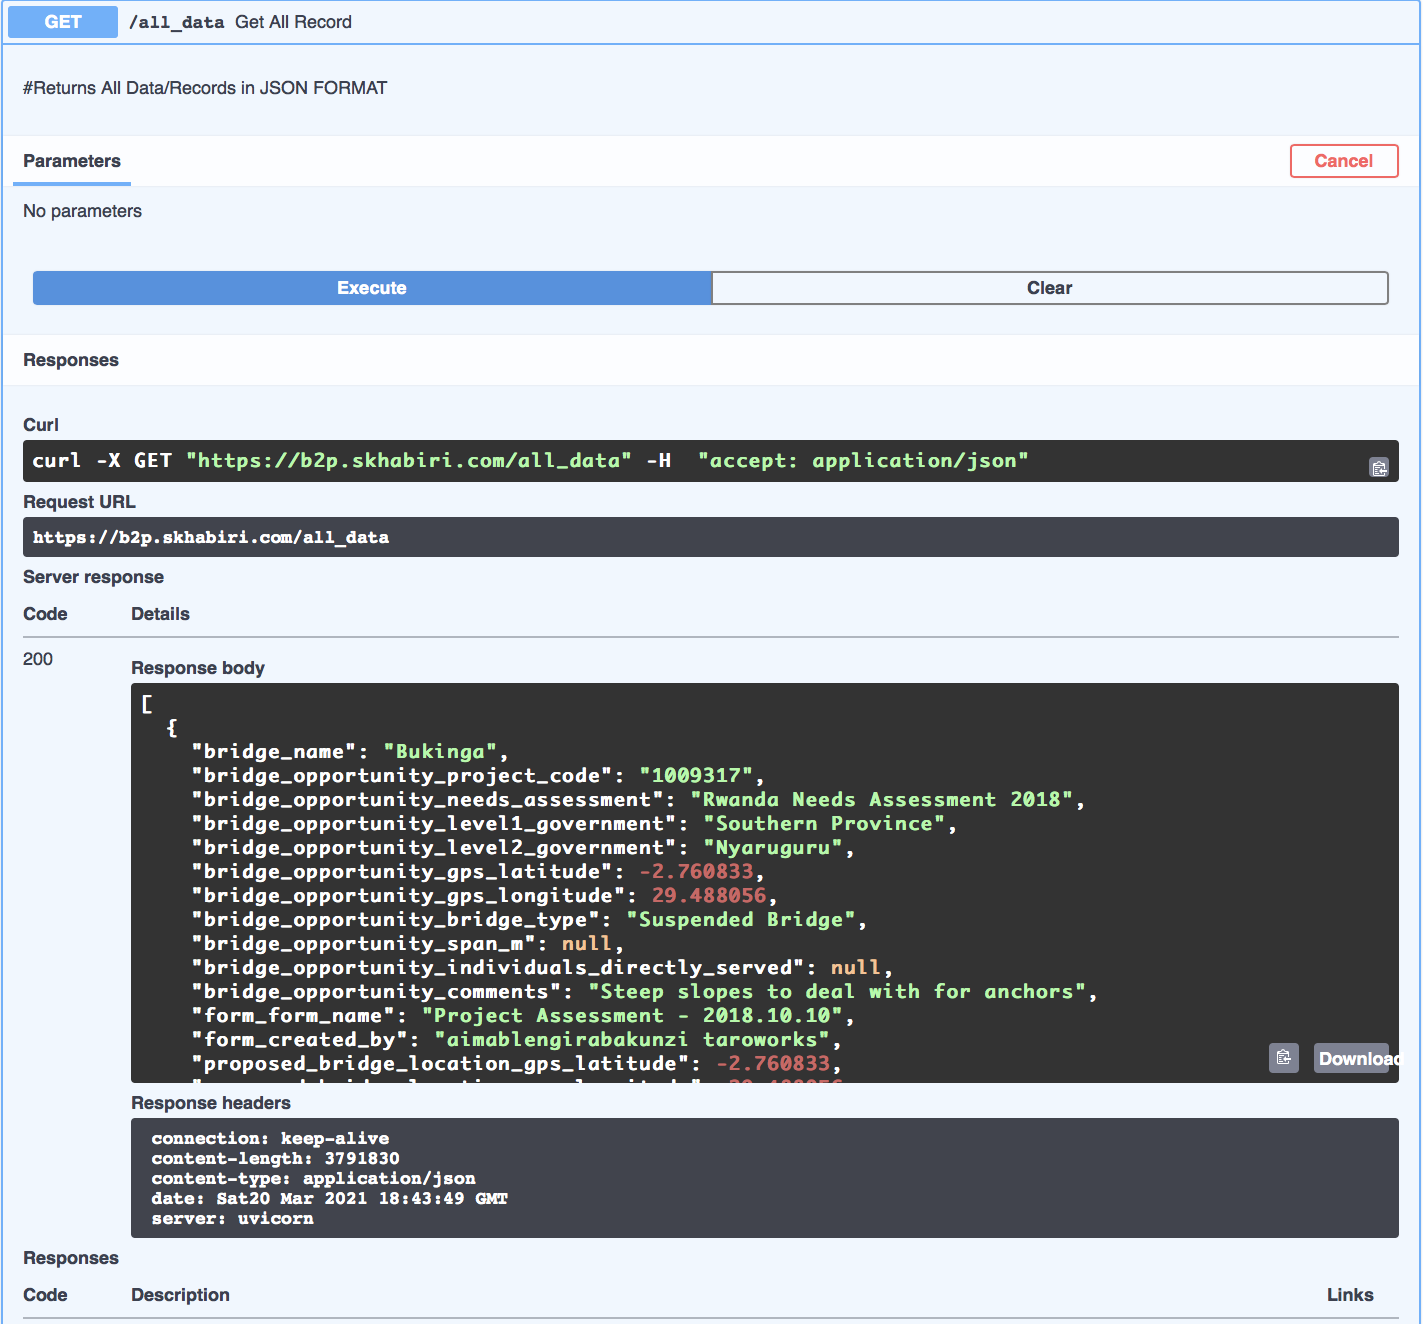 GET /all_data Get All Record
#Returns All Data/Records in JSON FORMAT
Parameters Cancel
No parameters
Execute Clear
Responses
Curl
curl -X GET "https://b2p.skhabiri.com/all_data" -H  "accept: application/json"
Request URL
https://b2p.skhabiri.com/all_data
Server response
Code Details
200
Response body
[
  {
    "bridge_name": "Bukinga",
    "bridge_opportunity_project_code": "1009317",
    "bridge_opportunity_needs_assessment": "Rwanda Needs Assessment 2018",
    "bridge_opportunity_level1_government": "Southern Province",
    "bridge_opportunity_level2_government": "Nyaruguru",
    "bridge_opportunity_gps_latitude": -2.760833,
    "bridge_opportunity_gps_longitude": 29.488056,
    "bridge_opportunity_bridge_type": "Suspended Bridge",
    "bridge_opportunity_span_m": null,
    "bridge_opportunity_individuals_directly_served": null,
    "bridge_opportunity_comments": "Steep slopes to deal with for anchors",
    "form_form_name": "Project Assessment - 2018.10.10",
    "form_created_by": "aimablengirabakunzi taroworks",
    "proposed_bridge_location_gps_latitude": -2.760833,
Download
Response headers
connection: keep-alive
content-length: 3791830
content-type: application/json
date: Sat20 Mar 2021 18:43:49 GMT
server: uvicorn
Responses
Code Description Links